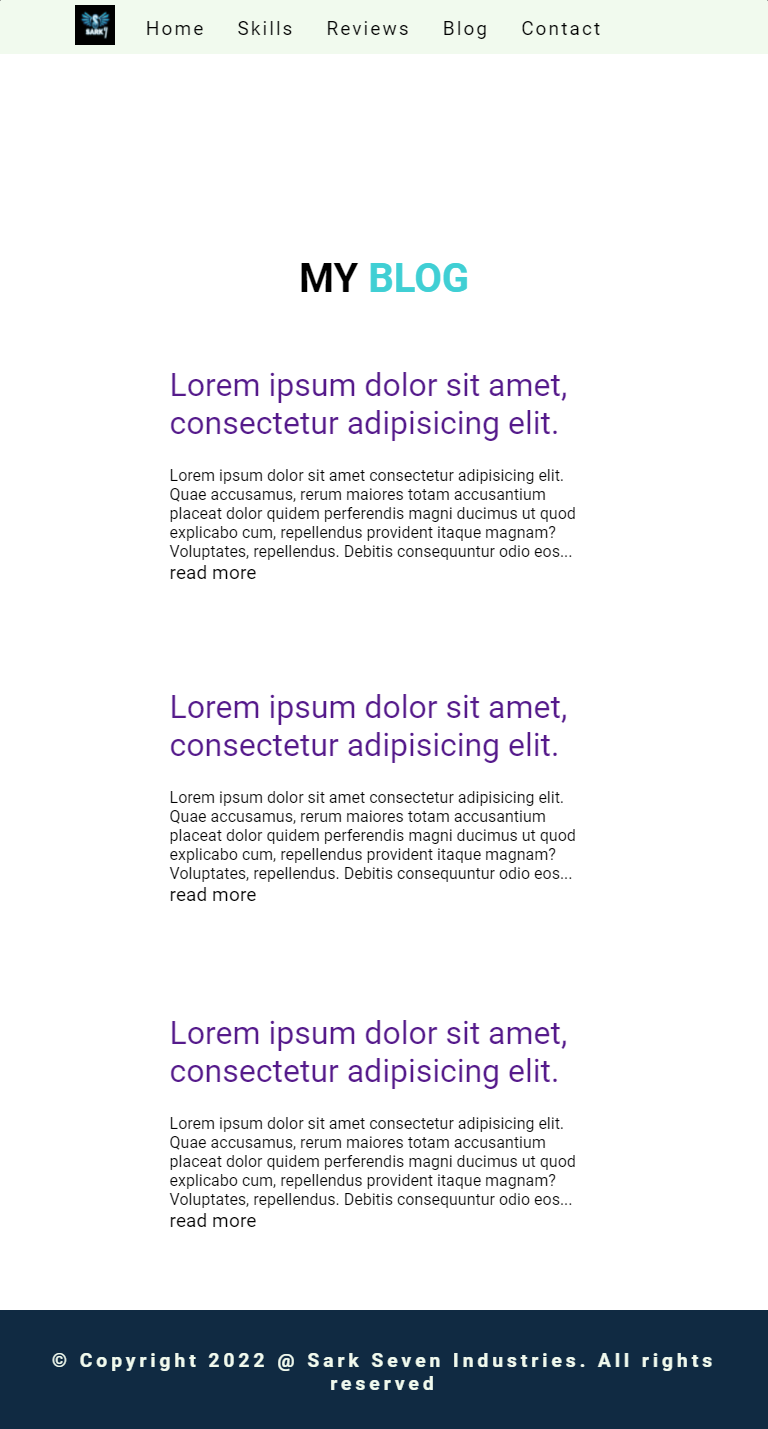 SARK7
Home Skills Reviews Blog Contact
MY BLOG
Lorem ipsum dolor sit amet,
consectetur adipisicing elit.
Lorem ipsum dolor sit amet consectetur adipisicing elit.
Quae accusamus, rerum maiores totam accusantium
placeat dolor quidem perferendis magni ducimus ut quod
explicabo cum, repellendus provident itaque magnam?
Voluptates, repellendus. Debitis consequuntur odio eos...
read more
Lorem ipsum dolor sit amet,
consectetur adipisicing elit.
Lorem ipsum dolor sit amet consectetur adipisicing elit.
Quae accusamus, rerum maiores totam accusantium
placeat dolor quidem perferendis magni ducimus ut quod
explicabo cum, repellendus provident itaque magnam?
Voluptates, repellendus. Debitis consequuntur odio eos...
read more
Lorem ipsum dolor sit amet,
consectetur adipisicing elit.
Lorem ipsum dolor sit amet consectetur adipisicing elit.
Quae accusamus, rerum maiores totam accusantium
placeat dolor quidem perferendis magni ducimus ut quod
explicabo cum, repellendus provident itaque magnam?
Voluptates, repellendus. Debitis consequuntur odio eos...
read more
© Copyright 2022 @ Sark Seven Industries. All rights
reserved